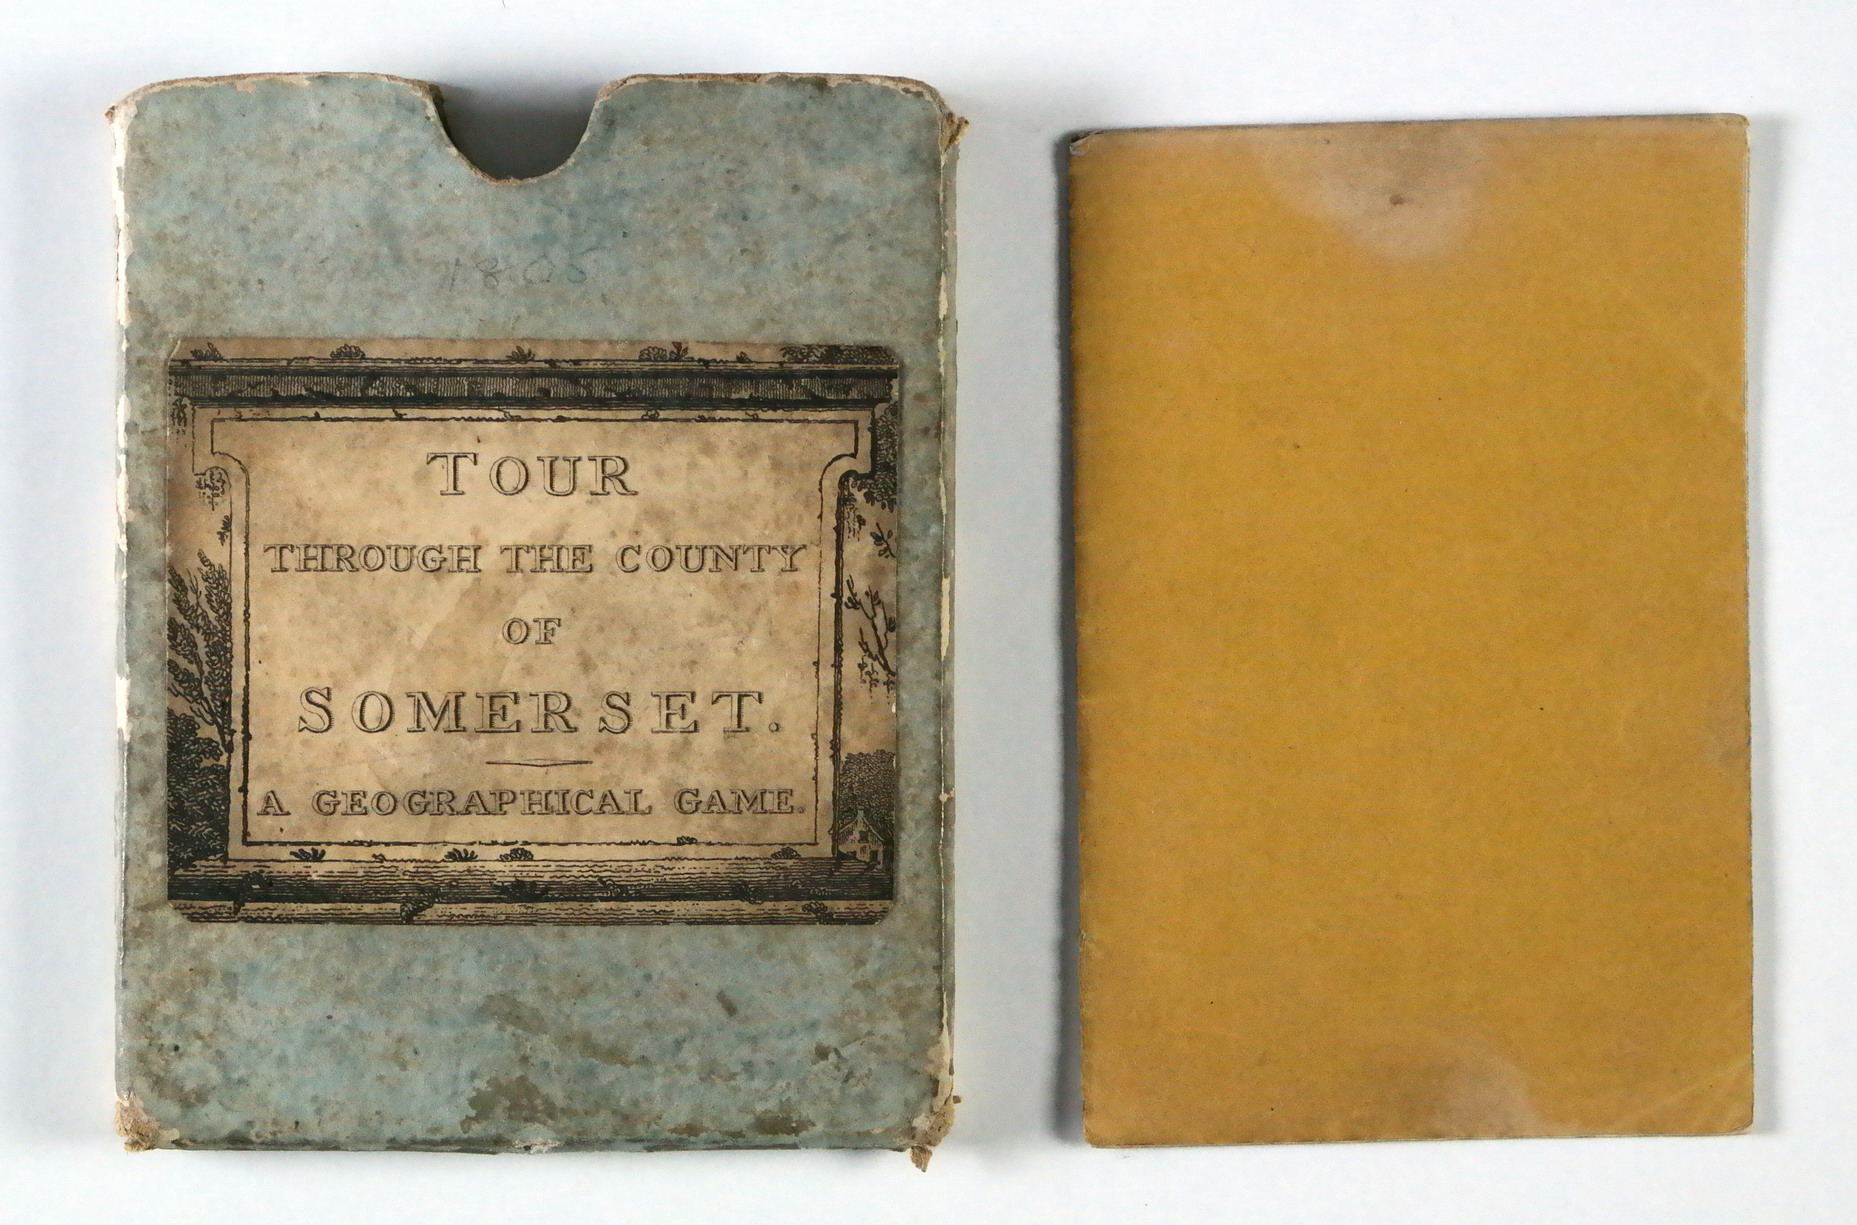 1805
TOUR
THROUGH THE COUNTY
OF
SOMERSET.
A GEOGRAPHICAL GAME.